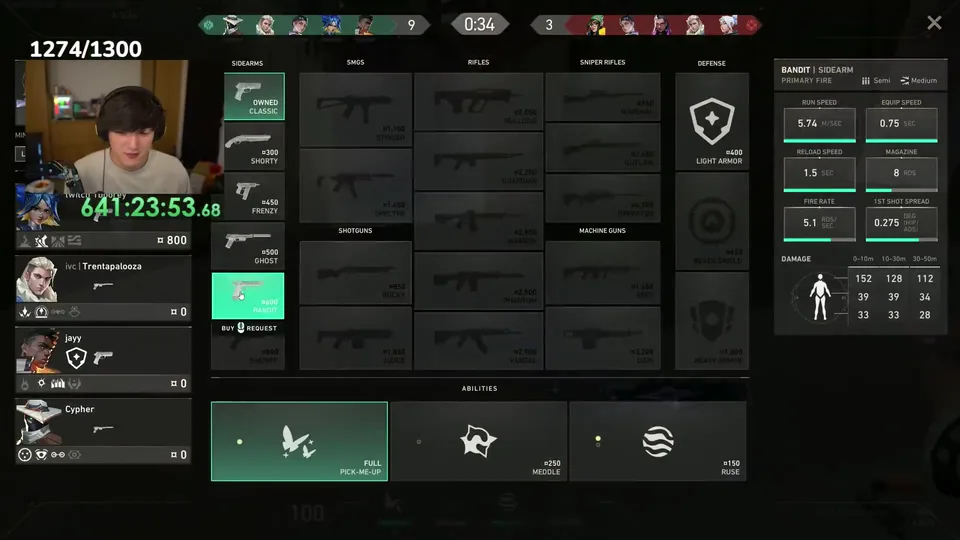 9
0:34
3
1274/1300
SIDEARMS
SMGS
RIFLES
SNIPER RIFLES
DEFENSE
OWNED
CLASSIC
¤300
SHORTY
¤450
FRENZY
¤500
GHOST
¤600
BANDIT
BUY REQUEST
SHOTGUNS
MACHINE GUNS
¤400
LIGHT ARMOR
BANDIT | SIDEARM
PRIMARY FIRE
Semi
Medium
RUN SPEED
EQUIP SPEED
5.74 M/SEC
0.75 SEC
RELOAD SPEED
MAGAZINE
1.5 SEC
8 RDS
FIRE RATE
1ST SHOT SPREAD
5.1 RDS/SEC
0.275 DEG (HIP/ADS)
DAMAGE
0-10m
10-30m
30-50m
152 128 112
39 39 34
33 33 28
641:23:53.68
¤ 800
ivc | Trentapalooza
¤ 0
jayy
¤ 0
Cypher
¤ 0
ABILITIES
FULL
PICK-ME-UP
¤250
MEDDLE
¤150
RUSE
100